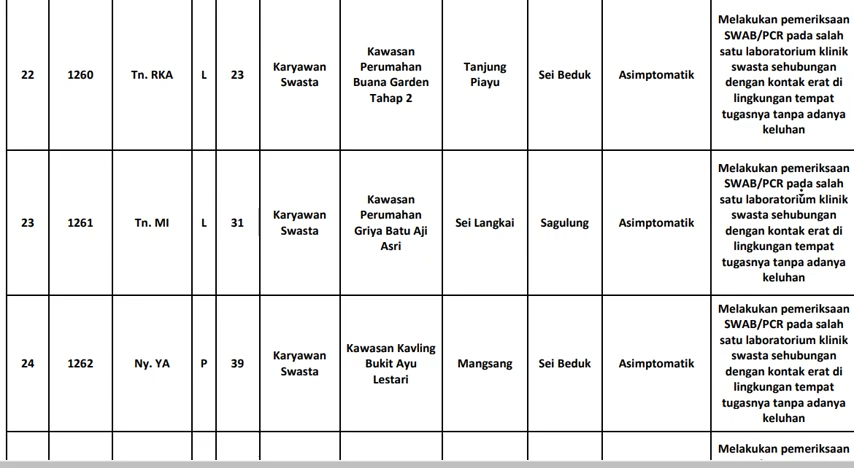 22 1260 Tn. RKA L 23 Karyawan Swasta Kawasan Perumahan Buana Garden Tahap 2 Tanjung Piayu Sei Beduk Asimptomatik Melakukan pemeriksaan SWAB/PCR pada salah satu laboratorium klinik swasta sehubungan dengan kontak erat di lingkungan tempat tugasnya tanpa adanya keluhan
23 1261 Tn. MI L 31 Karyawan Swasta Kawasan Perumahan Griya Batu Aji Asri Sei Langkai Sagulung Asimptomatik Melakukan pemeriksaan SWAB/PCR pada salah satu laboratorium klinik swasta sehubungan dengan kontak erat di lingkungan tempat tugasnya tanpa adanya keluhan
24 1262 Ny. YA P 39 Karyawan Swasta Kawasan Kavling Bukit Ayu Lestari Mangsang Sei Beduk Asimptomatik Melakukan pemeriksaan SWAB/PCR pada salah satu laboratorium klinik swasta sehubungan dengan kontak erat di lingkungan tempat tugasnya tanpa adanya keluhan
Melakukan pemeriksaan